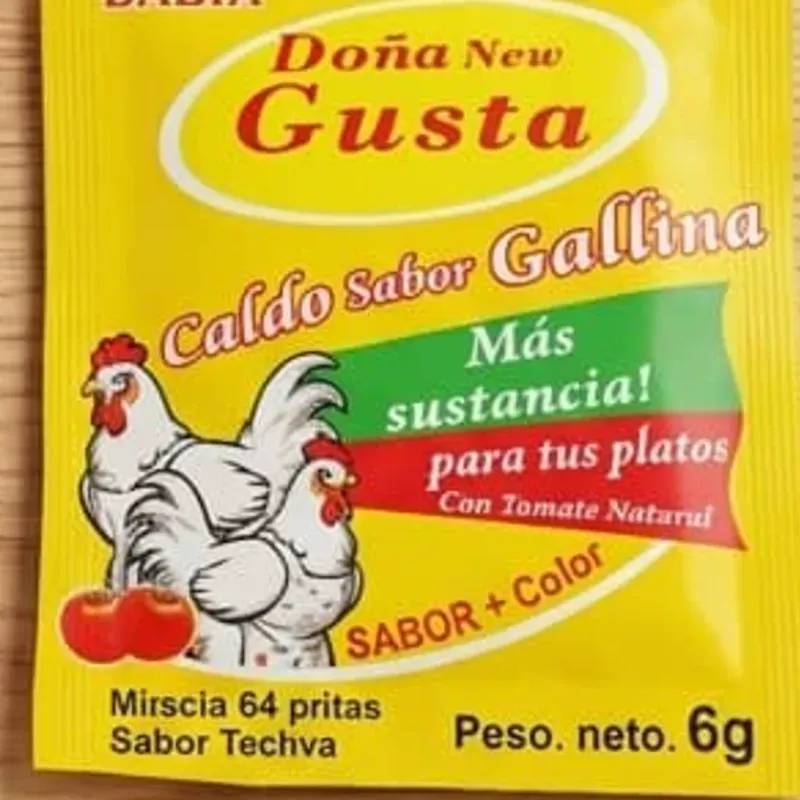 Doña New
Gusta
Caldo Sabor Gallina
Más
sustancia!
para tus platos
Con Tomate Naturul
SABOR + Color
Mirscia 64 pritas
Sabor Techva
Peso. neto. 6g